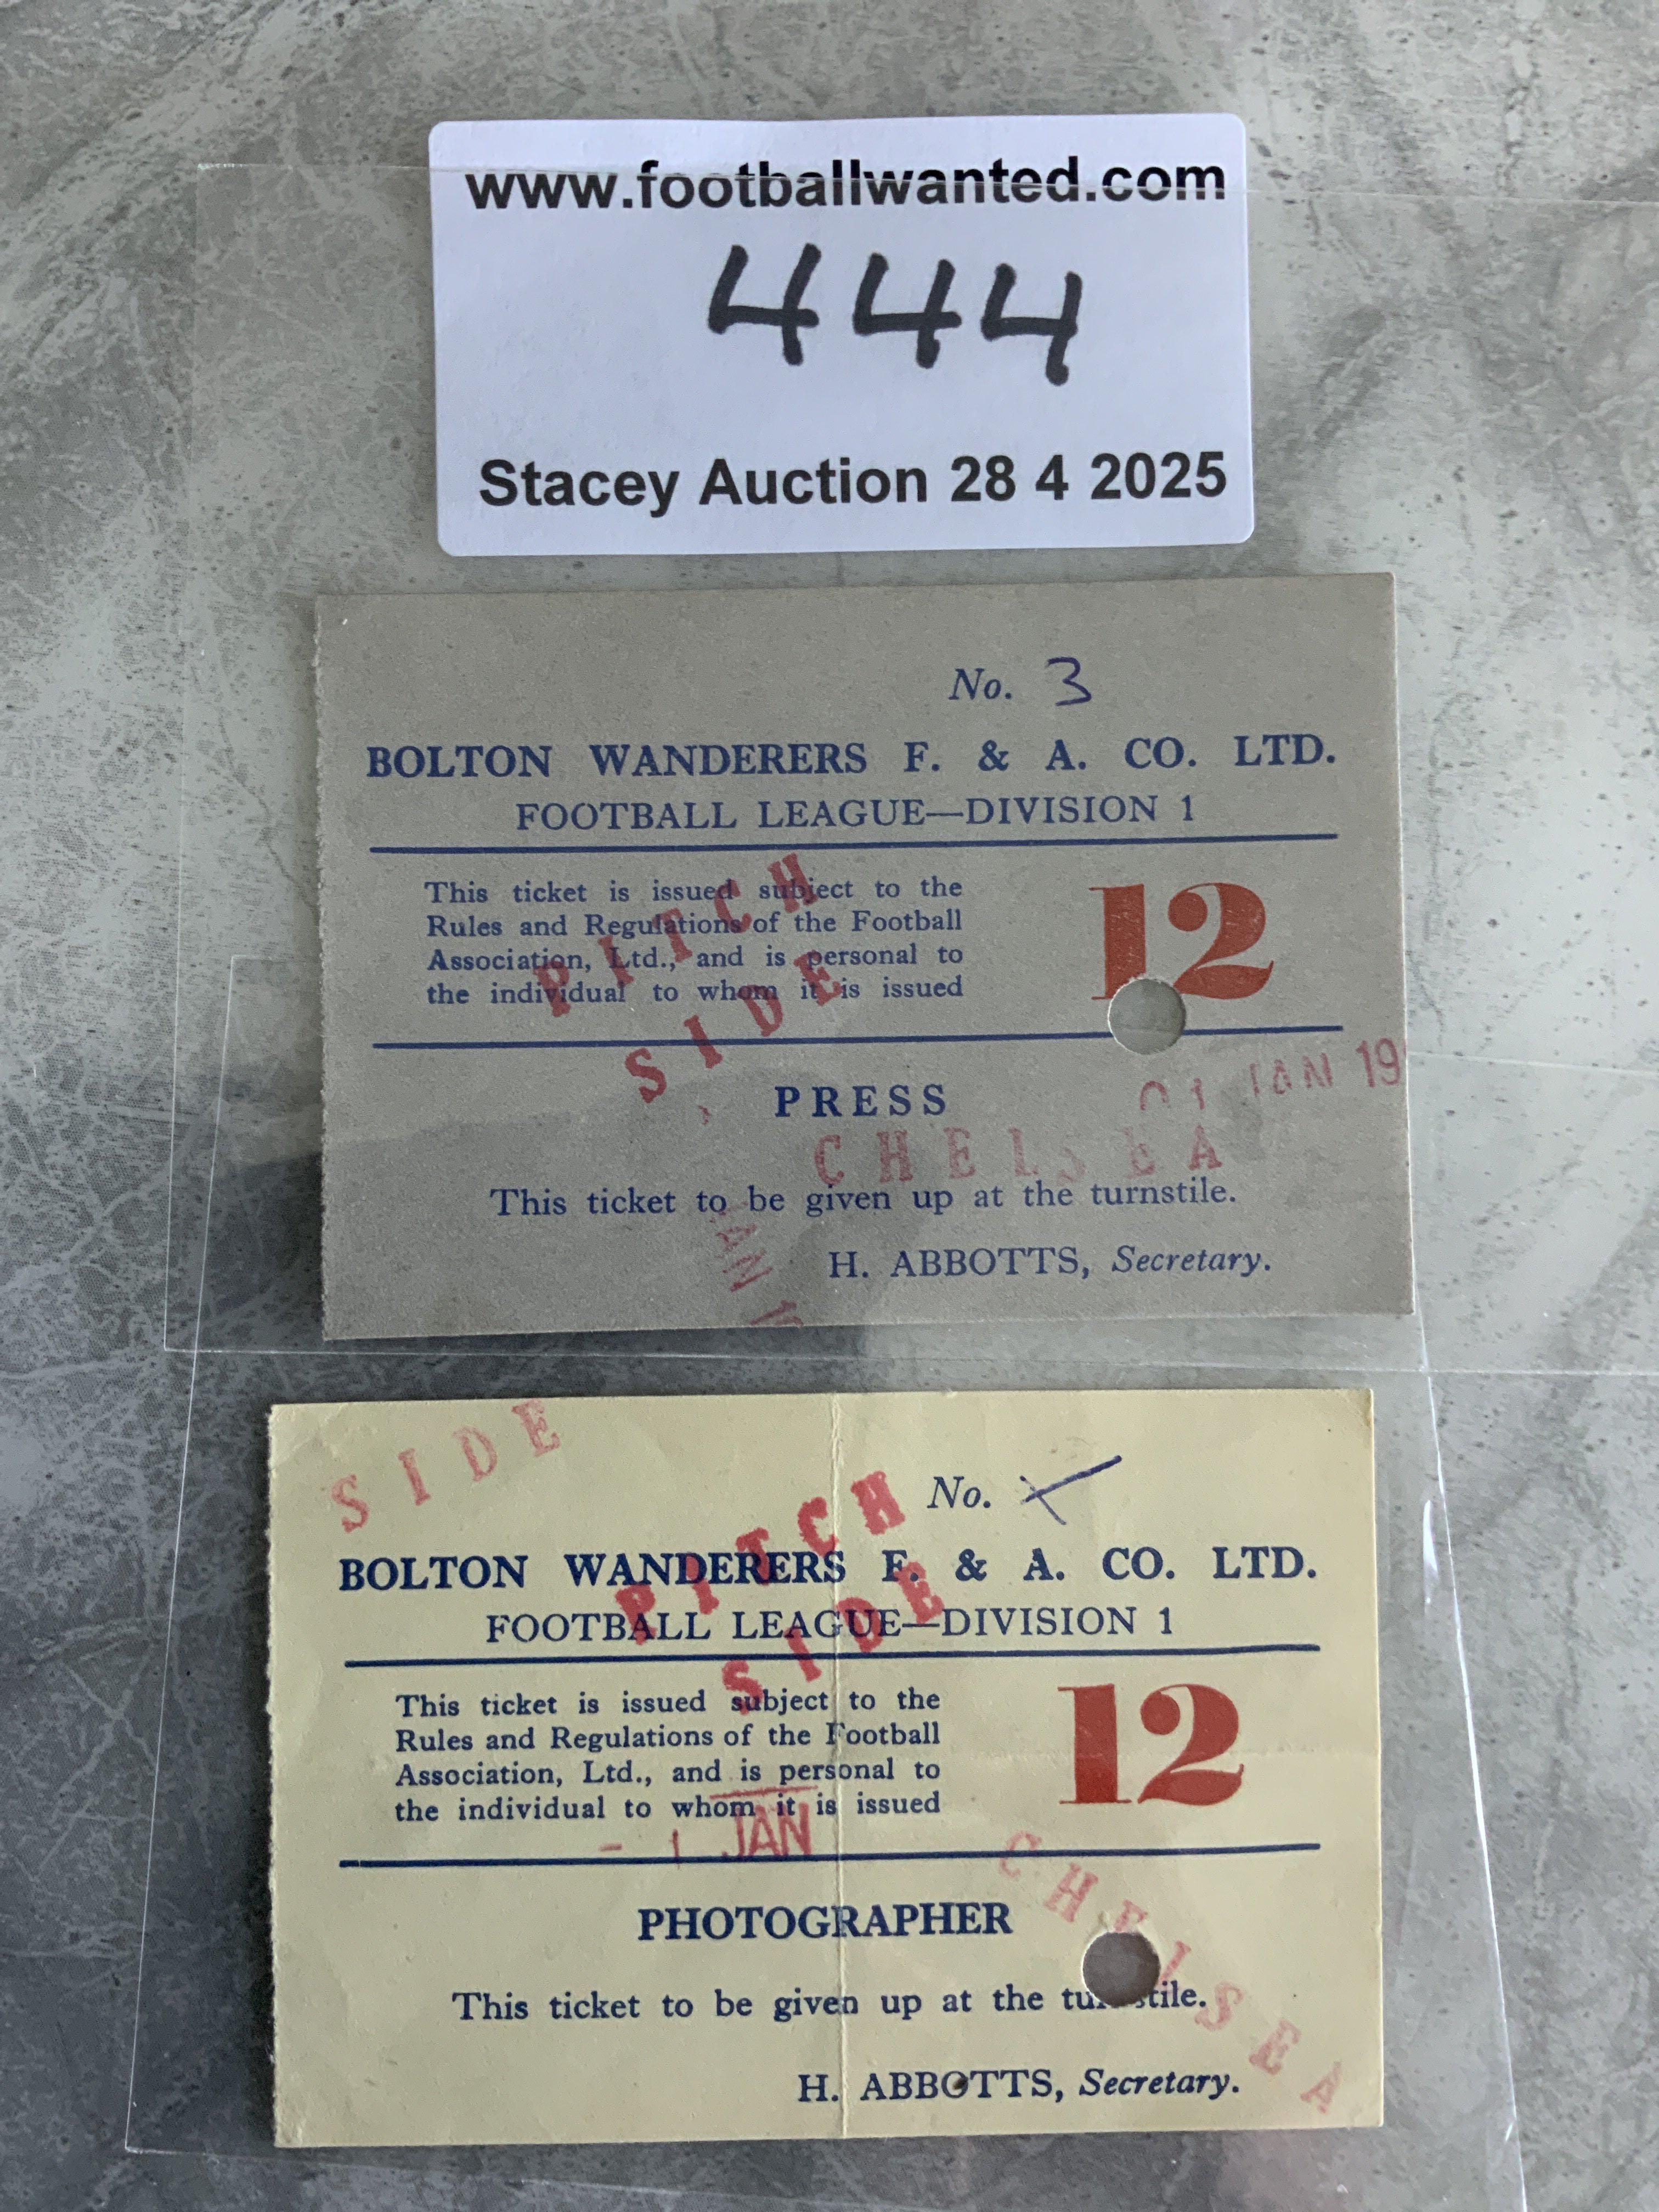 www.footballwanted.com
444
Stacey Auction 28 4 2025
No. 3
BOLTON WANDERERS F. & A. CO. LTD.
FOOTBALL LEAGUE—DIVISION 1
This ticket is issued subject to the
Rules and Regulations of the Football
Association, Ltd., and is personal to
the individual to whom it is issued
12
PITCH
SIDE
PRESS
JAN 19
CHELSEA
This ticket to be given up at the turnstile.
H. ABBOTTS, Secretary.
SIDE
PITCH
SIDE
No.
BOLTON WANDERERS F. & A. CO. LTD.
FOOTBALL LEAGUE—DIVISION 1
This ticket is issued subject to the
Rules and Regulations of the Football
Association, Ltd., and is personal to
the individual to whom it is issued
12
- 1 JAN
CHELSEA
PHOTOGRAPHER
This ticket to be given up at the turnstile.
H. ABBOTTS, Secretary.